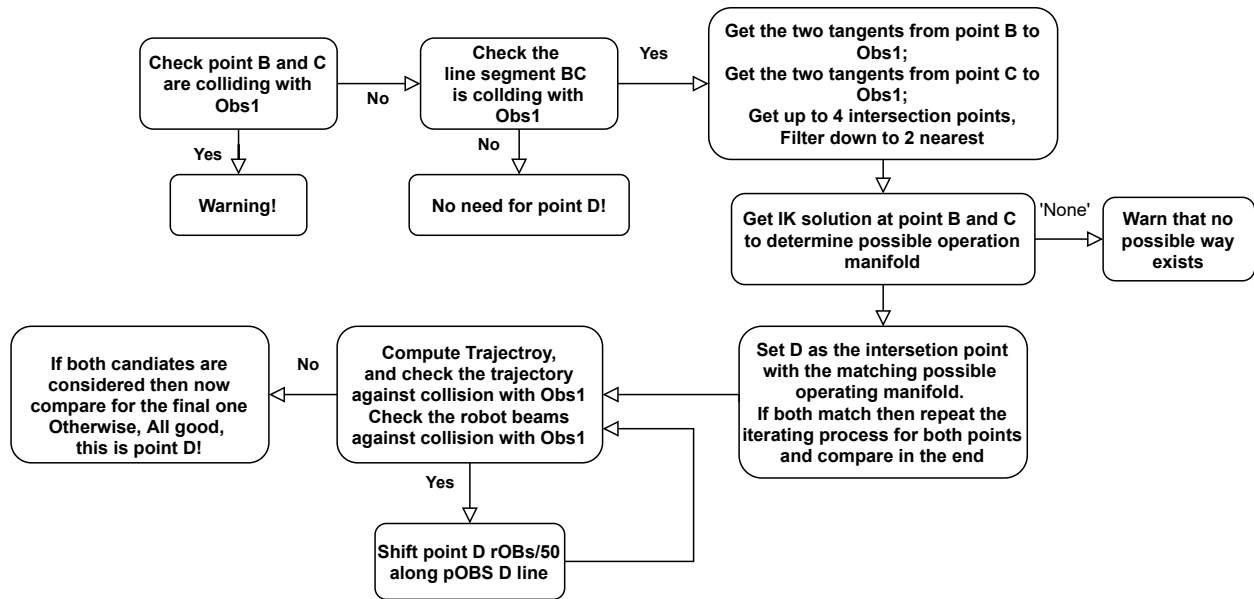 Check point B and C
are colliding with
Obs1
No
Yes
Warning!
Check the
line segment BC
is collding with
Obs1
Yes
No
No need for point D!
Get the two tangents from point B to
Obs1;
Get the two tangents from point C to
Obs1;
Get up to 4 intersection points,
Filter down to 2 nearest
Get IK solution at point B and C
to determine possible operation
manifold
'None'
Warn that no
possible way
exists
Set D as the intersetion point
with the matching possible
operating manifold.
If both match then repeat the
iterating process for both points
and compare in the end
Compute Trajectroy,
and check the trajectory
against collision with Obs1
Check the robot beams
against collision with Obs1
No
If both candiates are
considered then now
compare for the final one
Otherwise, All good,
this is point D!
Yes
Shift point D rOBs/50
along pOBS D line